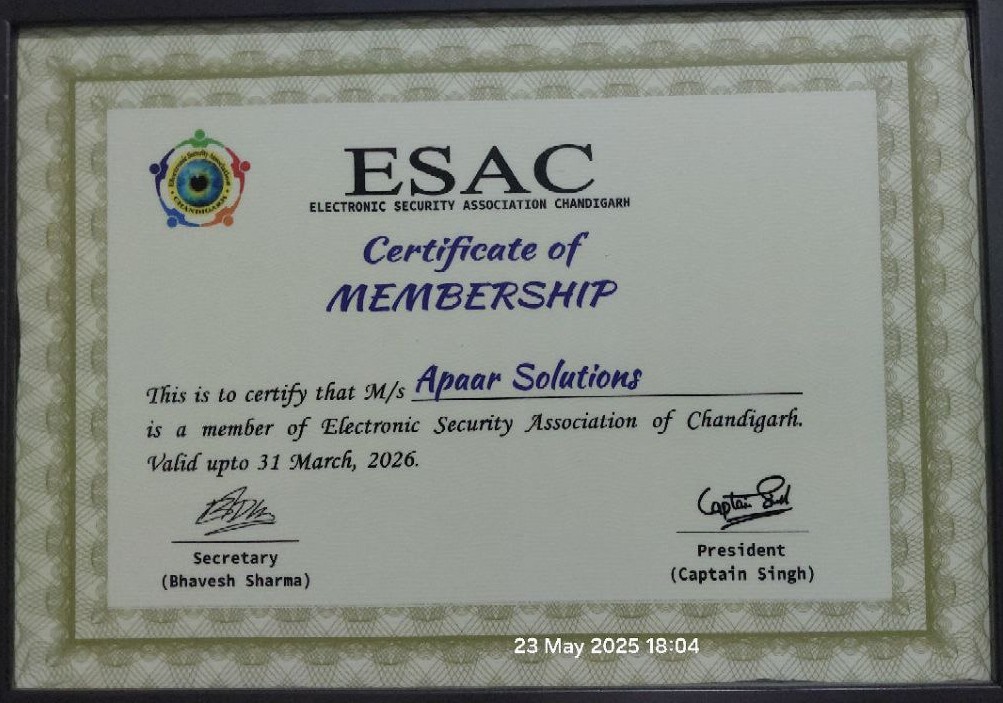 Electronic Security Association
CHANDIGARH
ESAC
ELECTRONIC SECURITY ASSOCIATION CHANDIGARH
Certificate of
MEMBERSHIP
This is to certify that M/s Apaar Solutions
is a member of Electronic Security Association of Chandigarh.
Valid upto 31 March, 2026.
Captain
Secretary
(Bhavesh Sharma)
President
(Captain Singh)
23 May 2025 18:04